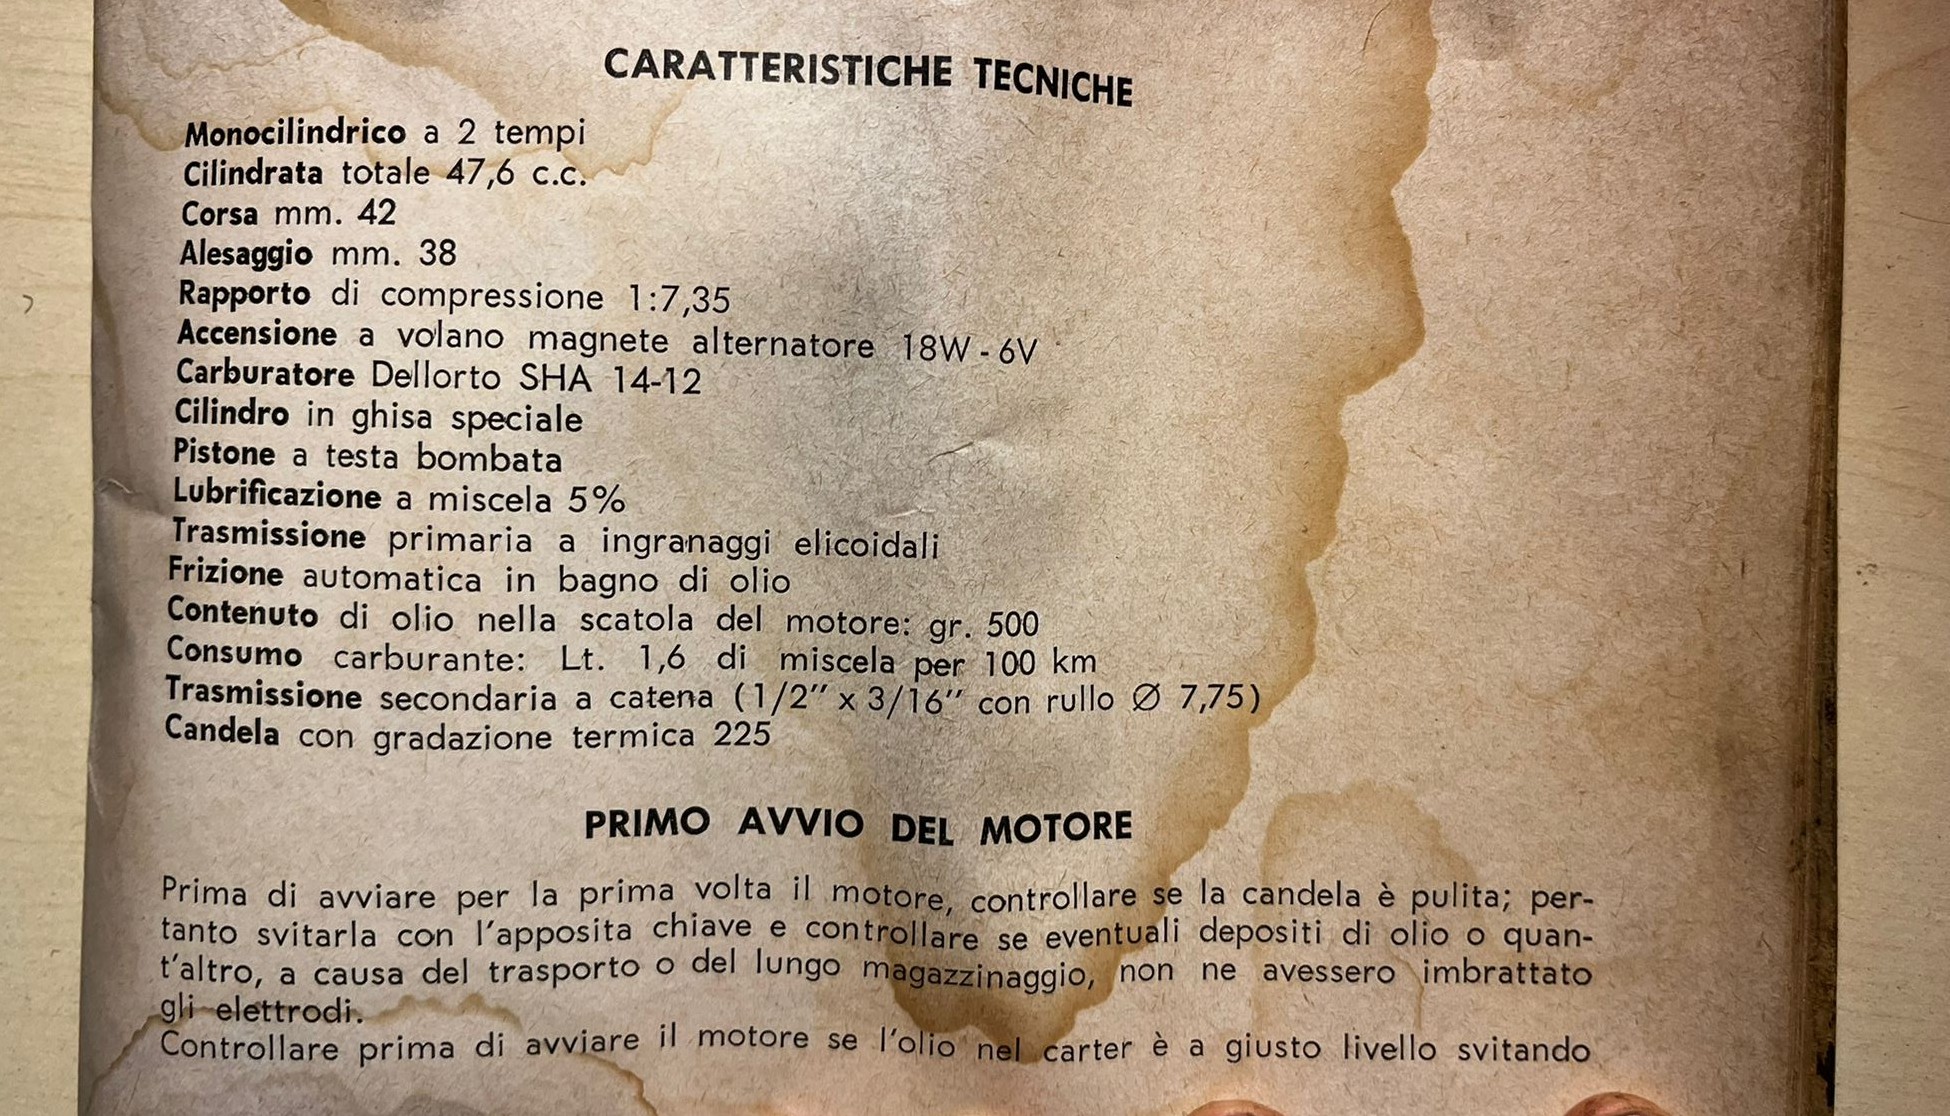 CARATTERISTICHE TECNICHE
Monocilindrico a 2 tempi
Cilindrata totale 47,6 c.c.
Corsa mm. 42
Alesaggio mm. 38
Rapporto di compressione 1:7,35
Accensione a volano magnete alternatore 18W - 6V
Carburatore Dellorto SHA 14-12
Cilindro in ghisa speciale
Pistone a testa bombata
Lubrificazione a miscela 5%
Trasmissione primaria a ingranaggi elicoidali
Frizione automatica in bagno di olio
Contenuto di olio nella scatola del motore: gr. 500
Consumo carburante: Lt. 1,6 di miscela per 100 km
Trasmissione secondaria a catena (1/2″ x 3/16″ con rullo Ø 7,75)
Candela con gradazione termica 225
PRIMO AVVIO DEL MOTORE
Prima di avviare per la prima volta il motore, controllare se la candela è pulita; per-
tanto svitarla con l'apposita chiave e controllare se eventuali depositi di olio o quan-
t'altro, a causa del trasporto o del lungo magazzinaggio, non ne avessero imbrattato
gli elettrodi.
Controllare prima di avviare il motore se l'olio nel carter è a giusto livello svitando